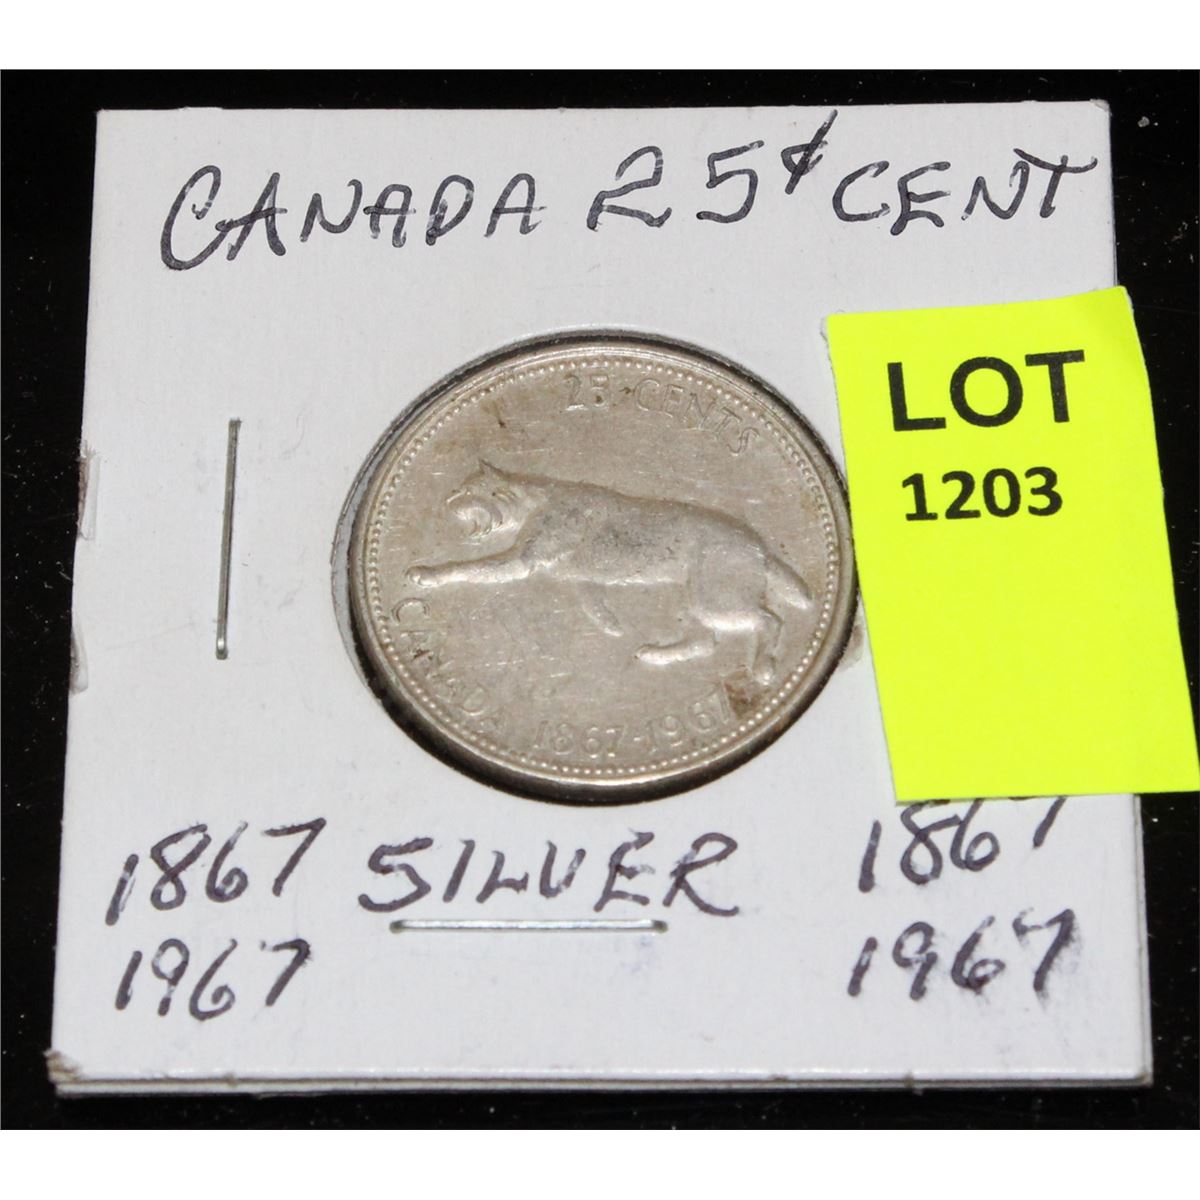 CANADA 25¢ CENT
LOT
1203
25 CENTS
CANADA 1867-1967
1867 SILVER 1867
1967 1967